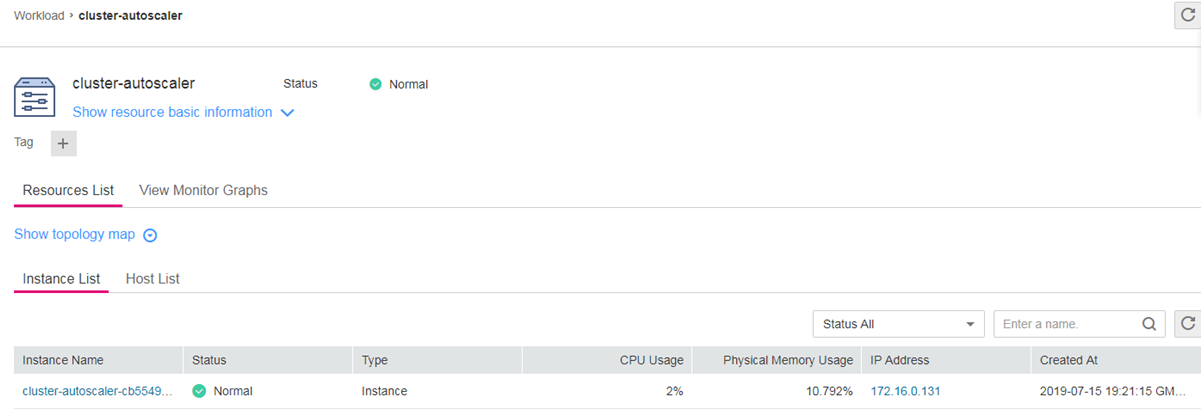 Workload › cluster-autoscaler
cluster-autoscaler Status Normal
Show resource basic information
Tag +
Resources List View Monitor Graphs
Show topology map
Instance List Host List
Status All Enter a name.
Instance Name Status Type CPU Usage Physical Memory Usage IP Address Created At
cluster-autoscaler-cb5549... Normal Instance 2% 10.792% 172.16.0.131 2019-07-15 19:21:15 GM...